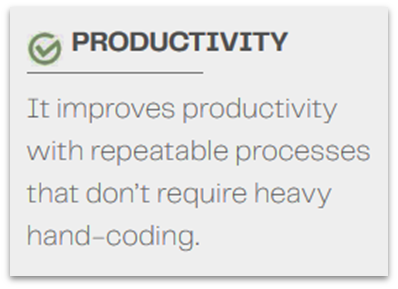 PRODUCTIVITY
It improves productivity
with repeatable processes
that don't require heavy
hand-coding.